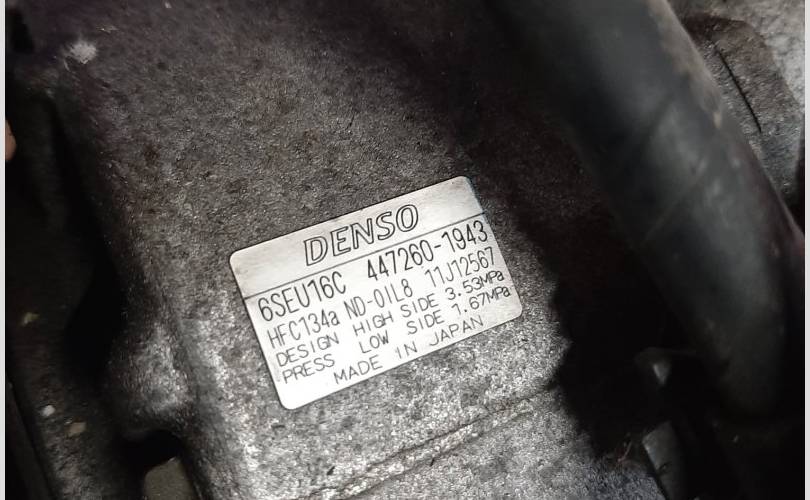 DENSO
6SEU16C 447260-1943
HFC134a ND-OIL8 11J12567
DESIGN HIGH SIDE 3.53MPa
PRESS LOW SIDE 1.67MPa
MADE IN JAPAN